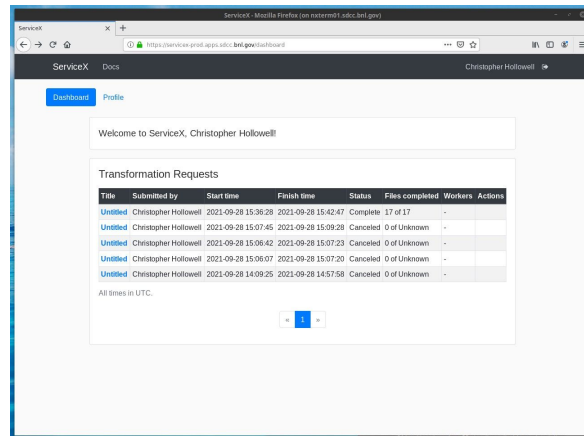 ServiceX - Mozilla Firefox (on nxterm01.sdcc.bnl.gov)
ServiceX
https://servicex-prod.apps.sdcc.bnl.gov/dashboard
ServiceX Docs Christopher Hollowell
Dashboard Profile
Welcome to ServiceX, Christopher Hollowell!
Transformation Requests
Title Submitted by Start time Finish time Status Files completed Workers Actions
Untitled Christopher Hollowell 2021-09-28 15:36:28 2021-09-28 15:42:47 Complete 17 of 17 -
Untitled Christopher Hollowell 2021-09-28 15:07:45 2021-09-28 15:09:28 Canceled 0 of Unknown -
Untitled Christopher Hollowell 2021-09-28 15:06:42 2021-09-28 15:07:23 Canceled 0 of Unknown -
Untitled Christopher Hollowell 2021-09-28 15:06:07 2021-09-28 15:07:20 Canceled 0 of Unknown -
Untitled Christopher Hollowell 2021-09-28 14:09:25 2021-09-28 14:57:58 Canceled 0 of Unknown -
All times in UTC.
« 1 »